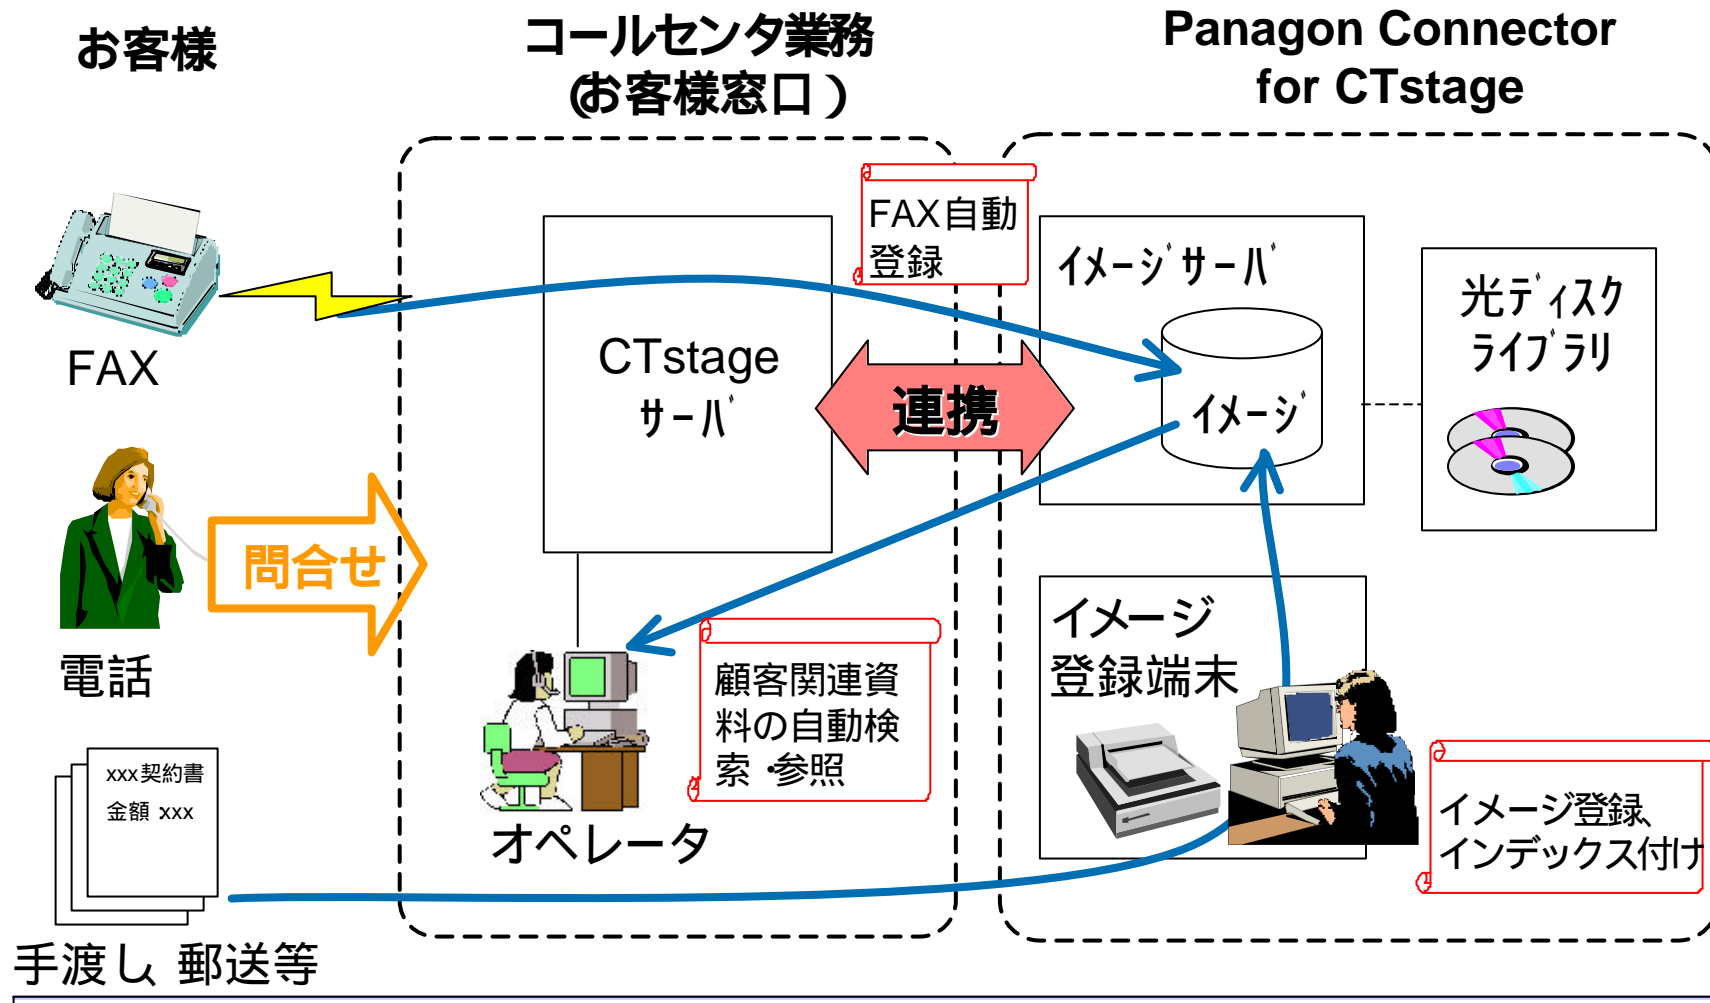 お客様
コールセンタ業務
(お客様窓口)
Panagon Connector
for CTstage
FAX自動
登録
FAX
CTstage
サーバ
連携
イメージサーバ
イメージ
光ディスク
ライブラリ
問合せ
電話
顧客関連資
料の自動検
索・参照
オペレータ
イメージ
登録端末
イメージ登録、
インデックス付け
xxx契約書
金額:xxx
手渡し、郵送等